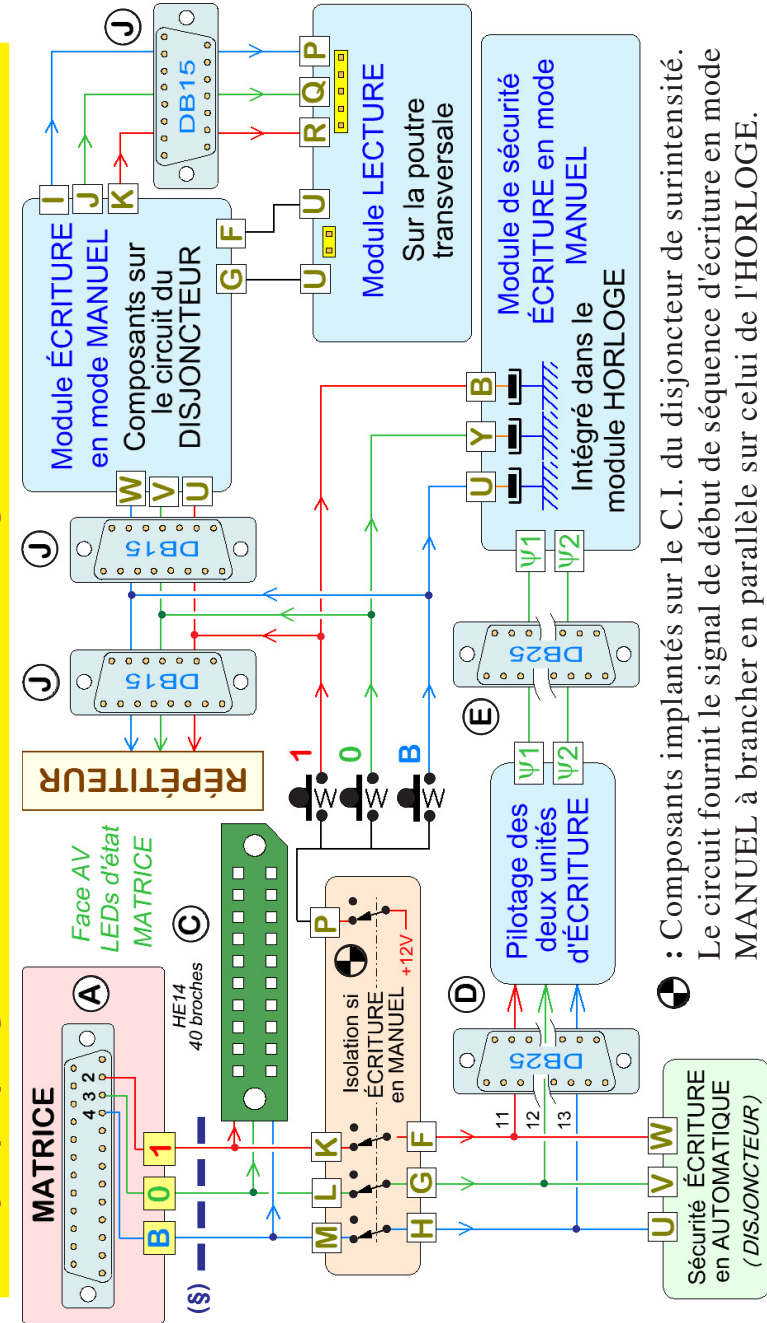 MATRICE
A
4 3 2
B
0
1
(§)
Face AV
LEDs d'état
MATRICE
C
HE14
40 broches
RÉPÉTITEUR
J
DB15
J
DB15
W
V
U
Module ÉCRITURE
en mode MANUEL
Composants sur
le circuit du
DISJONCTEUR
I
J
K
G
F
J
DB15
U
U
R
Q
P
Module LECTURE
Sur la poutre
transversale
M
L
K
P
Isolation si
ÉCRITURE
en MANUEL
+12V
H
G
F
1
0
B
U
Y
B
Module de sécurité
ÉCRITURE en mode
MANUEL
Intégré dans le
module HORLOGE
Ψ1
Ψ2
E
DB25
Ψ1
Ψ2
Pilotage des
deux unités
d'ÉCRITURE
D
DB25
11
12
13
U
V
W
Sécurité ÉCRITURE
en AUTOMATIQUE
(DISJONCTEUR)
: Composants implantés sur le C.I. du disjoncteur de surintensité.
Le circuit fournit le signal de début de séquence d'écriture en mode
MANUEL à brancher en parallèle sur celui de l'HORLOGE.